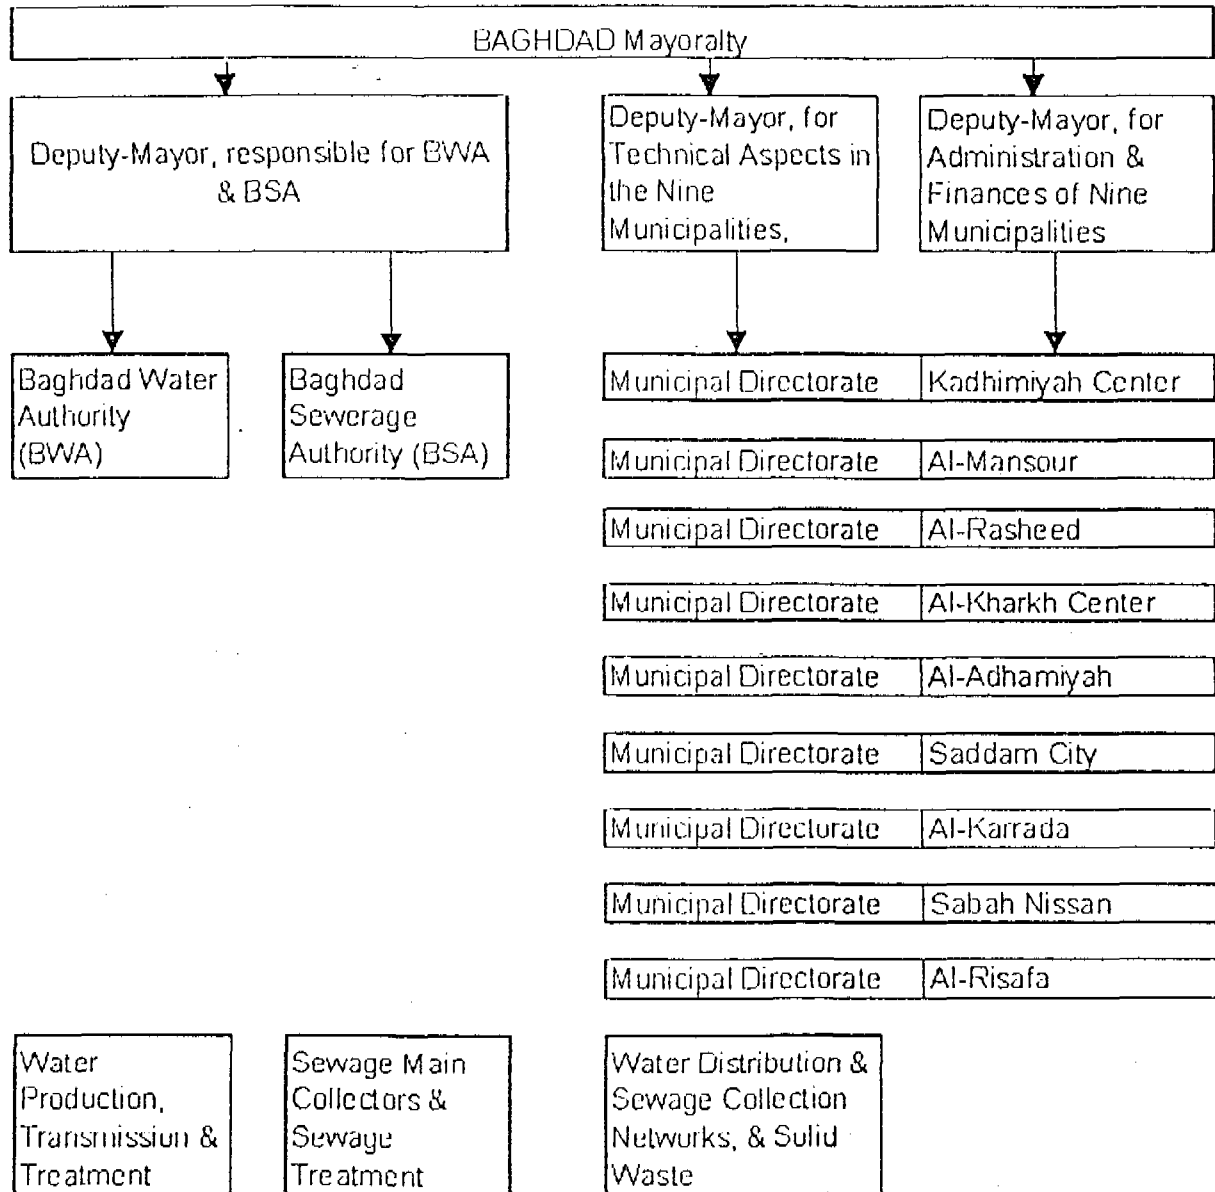 BAGHDAD Mayoralty
Deputy-Mayor, responsible for BWA
& BSA
Deputy-Mayor, for
Technical Aspects in
the Nine
Municipalities,
Deputy-Mayor, for
Administration &
Finances of Nine
Municipalities
Baghdad Water
Authority
(BWA)
Baghdad
Sewerage
Authority (BSA)
Municipal Directorate Kadhimiyah Center
Municipal Directorate Al-Mansour
Municipal Directorate Al-Rasheed
Municipal Directorate Al-Kharkh Center
Municipal Directorate Al-Adhamiyah
Municipal Directorate Saddam City
Municipal Directorate Al-Karrada
Municipal Directorate Sabah Nissan
Municipal Directorate Al-Risafa
Water
Production,
Transmission &
Treatment
Sewage Main
Collectors &
Sewage
Treatment
Water Distribution &
Sewage Collection
Networks, & Solid
Waste